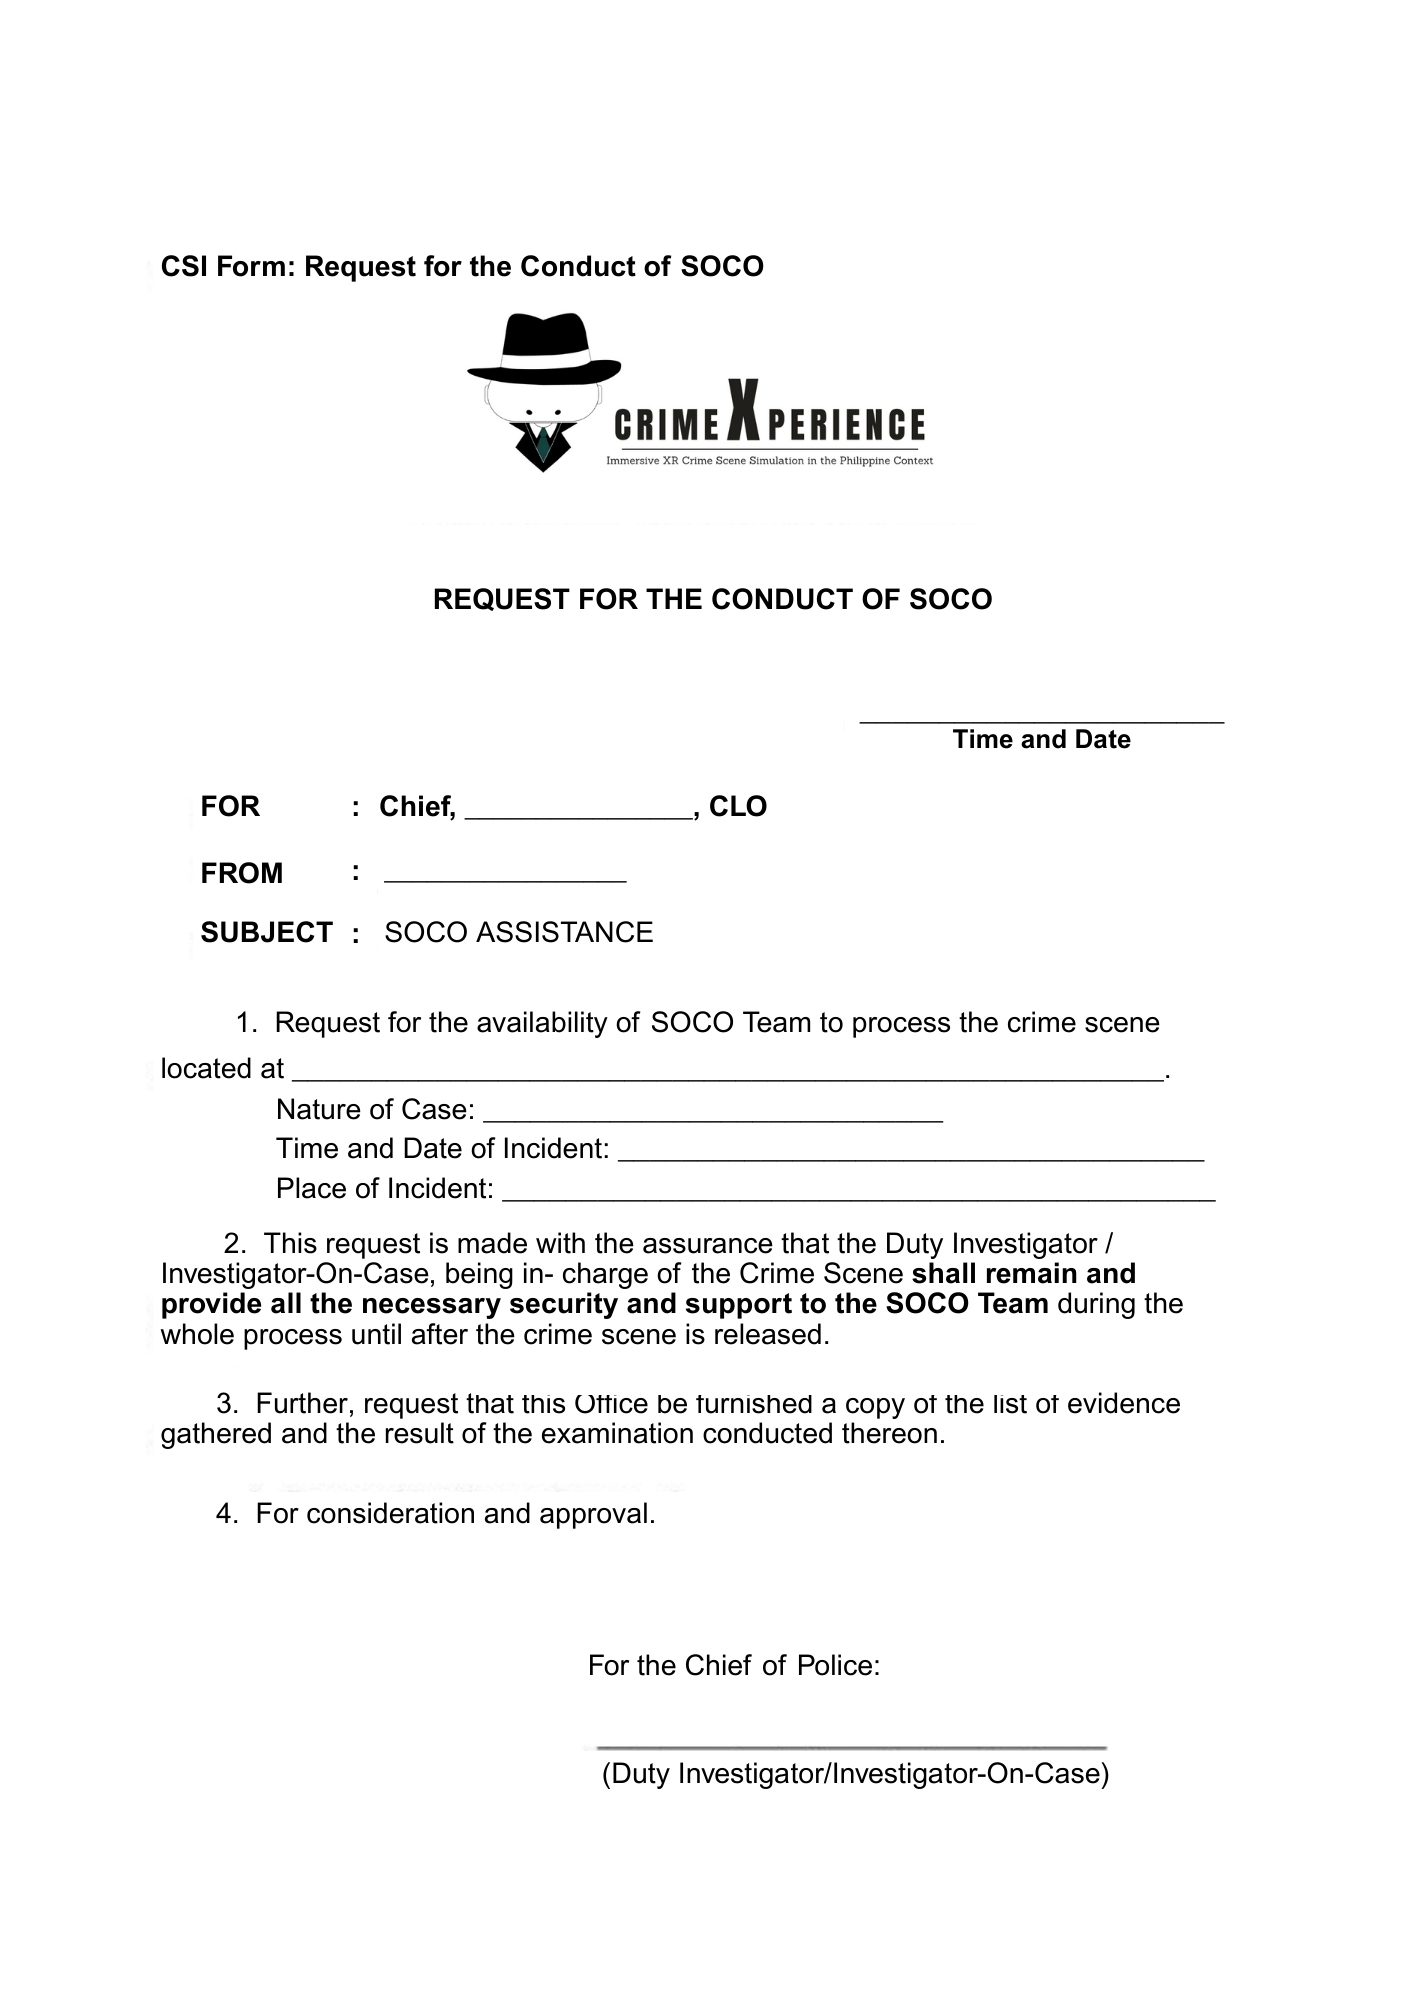 CSI Form: Request for the Conduct of SOCO
CRIMEXPERIENCE
Immersive XR Crime Scene Simulation in the Philippine Context
REQUEST FOR THE CONDUCT OF SOCO
________________________
Time and Date
FOR : Chief, _______________, CLO
FROM : ________________
SUBJECT : SOCO ASSISTANCE
1. Request for the availability of SOCO Team to process the crime scene
located at _________________________________________________________.
Nature of Case: ______________________________
Time and Date of Incident: ______________________________________
Place of Incident: ______________________________________________
2. This request is made with the assurance that the Duty Investigator /
Investigator-On-Case, being in- charge of the Crime Scene shall remain and
provide all the necessary security and support to the SOCO Team during the
whole process until after the crime scene is released.
3. Further, request that this Office be furnished a copy of the list of evidence
gathered and the result of the examination conducted thereon.
4. For consideration and approval.
For the Chief of Police:
_________________________________
(Duty Investigator/Investigator-On-Case)